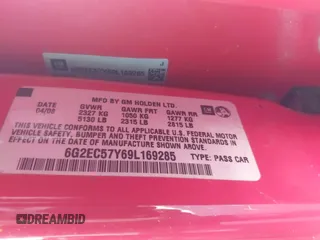 MFD BY GM HOLDEN LTD.
DATE GVWR GAWR FRT GAWR RR
04/09 2327 KG 1050 KG 1277 KG
5130 LB 2315 LB 2815 LB
THIS VEHICLE CONFORMS TO ALL APPLICABLE U.S. FEDERAL MOTOR
VEHICLE SAFETY, BUMPER AND THEFT PREVENTION STANDARDS
IN EFFECT ON THE DATE OF MANUFACTURE SHOWN ABOVE.
6G2EC57Y69L169285 TYPE: PASS CAR
DREAMBID